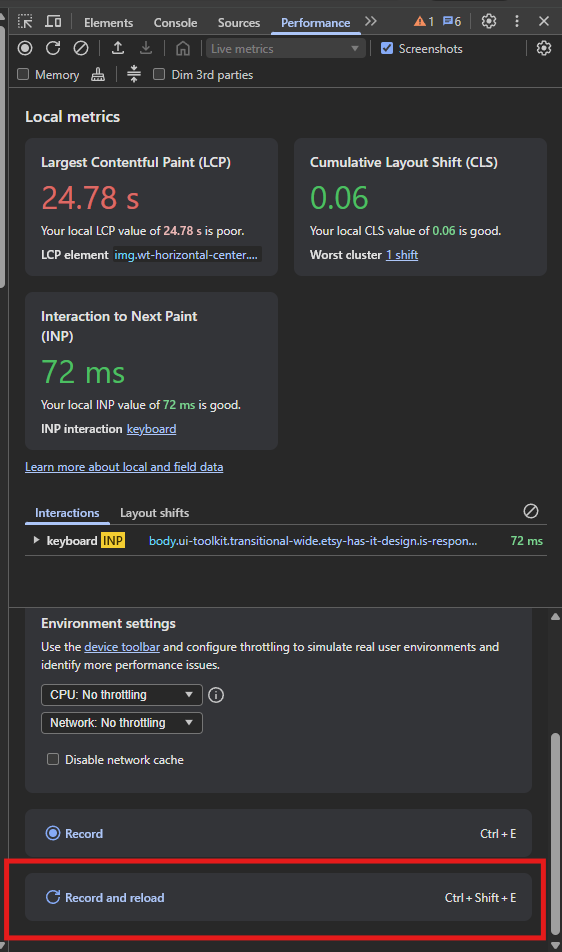 Elements Console Sources Performance 1 6
Live metrics Screenshots
Memory Dim 3rd parties
Local metrics
Largest Contentful Paint (LCP)
24.78 s
Your local LCP value of 24.78 s is poor.
LCP element img.wt-horizontal-center....
Cumulative Layout Shift (CLS)
0.06
Your local CLS value of 0.06 is good.
Worst cluster 1 shift
Interaction to Next Paint
(INP)
72 ms
Your local INP value of 72 ms is good.
INP interaction keyboard
Learn more about local and field data
Interactions Layout shifts
keyboard INP body.ui-toolkit.transitional-wide.etsy-has-it-design.is-respon... 72 ms
Environment settings
Use the device toolbar and configure throttling to simulate real user environments and
identify more performance issues.
CPU: No throttling
Network: No throttling
Disable network cache
Record Ctrl + E
Record and reload Ctrl + Shift + E